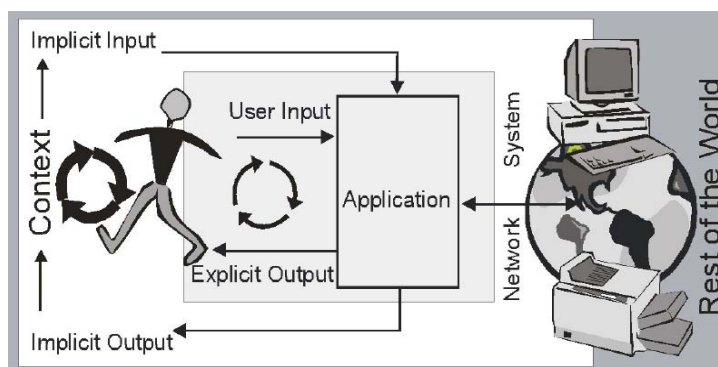 Implicit Input
User Input
System
Context
Application
Rest of the World
Network
Explicit Output
Implicit Output